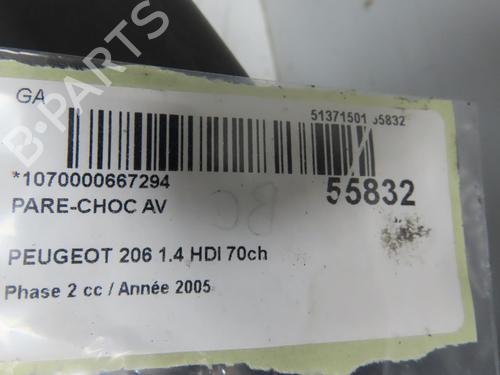 GA
51371501 55832
*1070000667294
55832
PARE-CHOC AV
BC
PEUGEOT 206 1.4 HDI 70ch
Phase 2 cc / Année 2005
B-PARTS